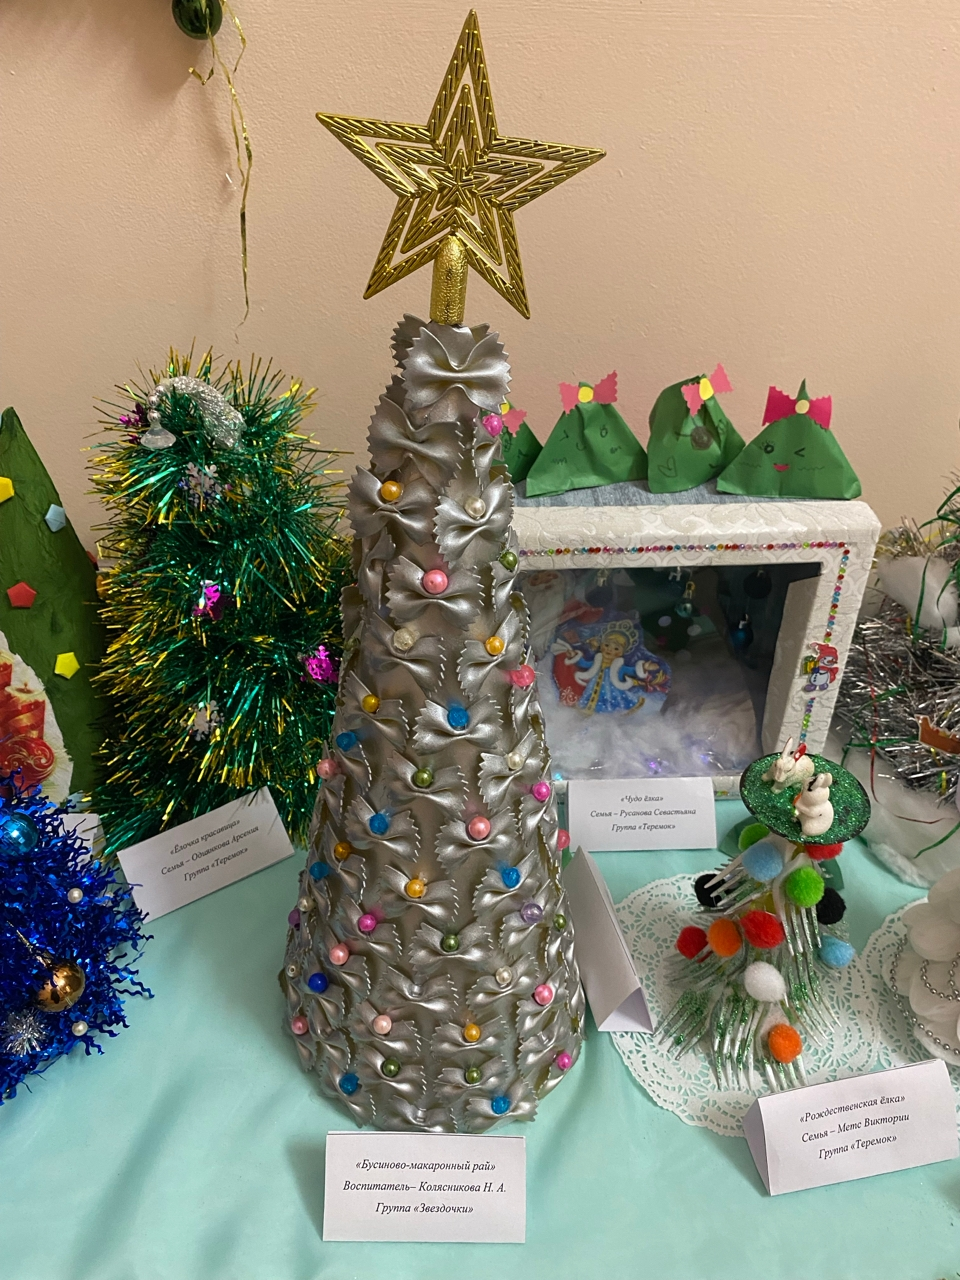 «Чудо ёлка»
Семья – Русакова Севастьяна
Группа «Теремок»
«Ёлочка красавица»
Семья – Однякова Арсения
Группа «Теремок»
«Рождественская ёлка»
Семья – Метс Виктории
Группа «Теремок»
«Бусиново-макаронный рай»
Воспитатель– Колясникова Н. А.
Группа «Звездочки»